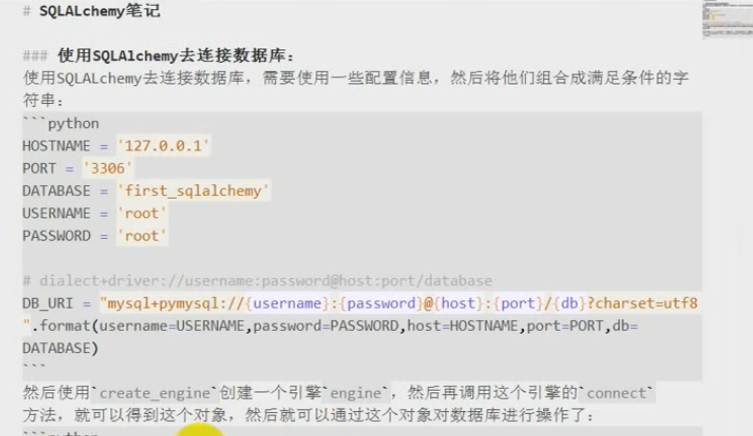 # SQLALchemy笔记
### 使用SQLAlchemy去连接数据库:
使用SQLALchemy去连接数据库，需要使用一些配置信息，然后将他们组合成满足条件的字
符串:
```python
HOSTNAME = '127.0.0.1'
PORT = '3306'
DATABASE = 'first_sqlalchemy'
USERNAME = 'root'
PASSWORD = 'root'
# dialect+driver://username:password@host:port/database
DB_URI = "mysql+pymysql://{username}:{password}@{host}:{port}/{db}?charset=utf8
".format(username=USERNAME,password=PASSWORD,host=HOSTNAME,port=PORT,db=
DATABASE)
```
然后使用`create_engine`创建一个引擎`engine`，然后再调用这个引擎的`connect`
方法，就可以得到这个对象，然后就可以通过这个对象对数据库进行操作了: